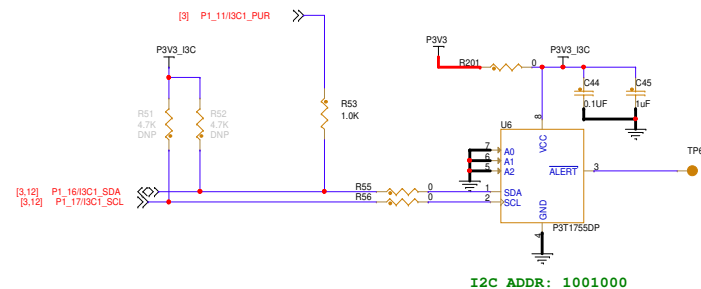 [3] P1_11/I3C1_PUR
P3V3_I3C
P3V3
P3V3_I3C
R201 0
R51
4.7K
DNP
R52
4.7K
DNP
R53
1.0K
C44
0.1UF
C45
1uF
U6
8
VCC
7 A0
6 A1
5 A2
ALERT 3
TP6
[3,12] P1_16/I3C1_SDA
R55 0
1 SDA
[3,12] P1_17/I3C1_SCL
R56 0
2 SCL
GND
4
P3T1755DP
I2C ADDR: 1001000